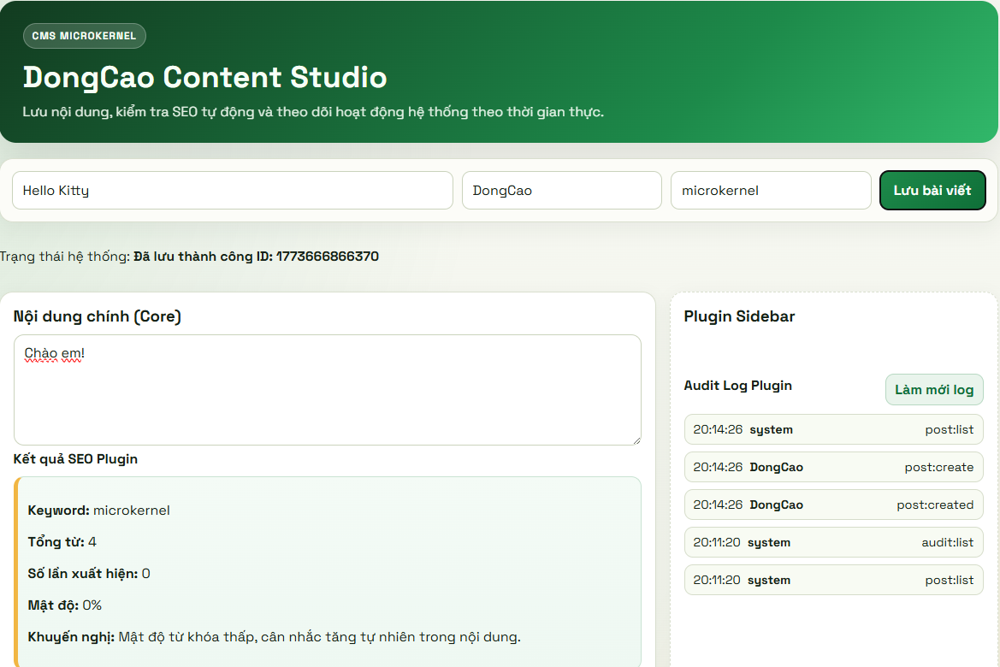 CMS MICROKERNEL
DongCao Content Studio
Lưu nội dung, kiểm tra SEO tự động và theo dõi hoạt động hệ thống theo thời gian thực.
Hello Kitty
DongCao
microkernel
Lưu bài viết
Trạng thái hệ thống: Đã lưu thành công ID: 1773666866370
Nội dung chính (Core)
Chào em!
Kết quả SEO Plugin
Keyword: microkernel
Tổng từ: 4
Số lần xuất hiện: 0
Mật độ: 0%
Khuyến nghị: Mật độ từ khóa thấp, cân nhắc tăng tự nhiên trong nội dung.
Plugin Sidebar
Audit Log Plugin
Làm mới log
20:14:26 system post:list
20:14:26 DongCao post:create
20:14:26 DongCao post:created
20:11:20 system audit:list
20:11:20 system post:list